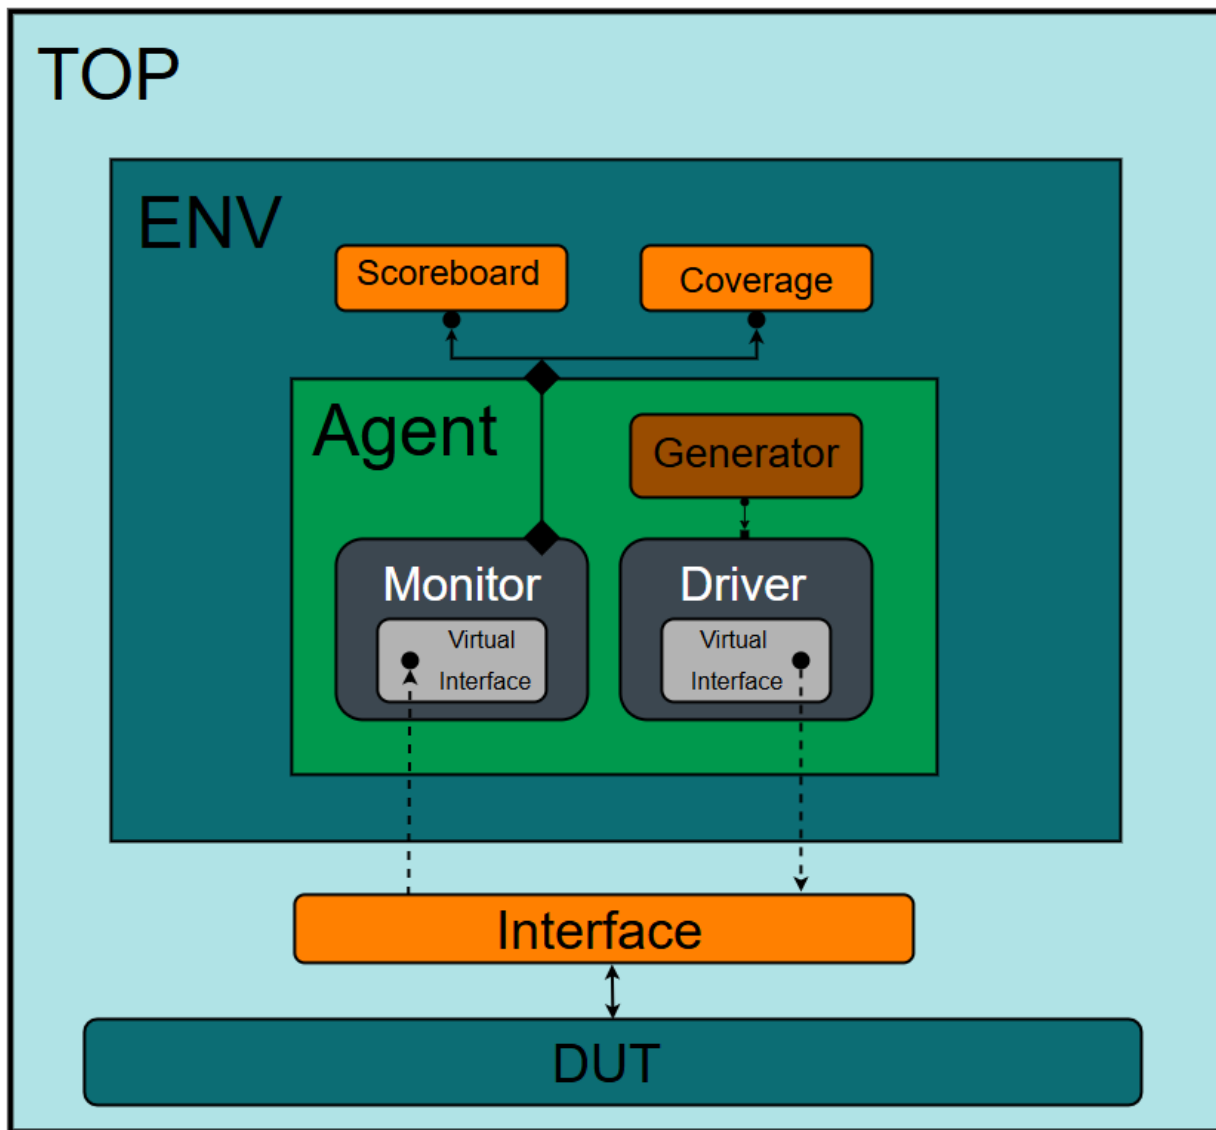 TOP
ENV
Scoreboard
Coverage
Agent
Generator
Monitor
Driver
Virtual
Interface
Virtual
Interface
Interface
DUT